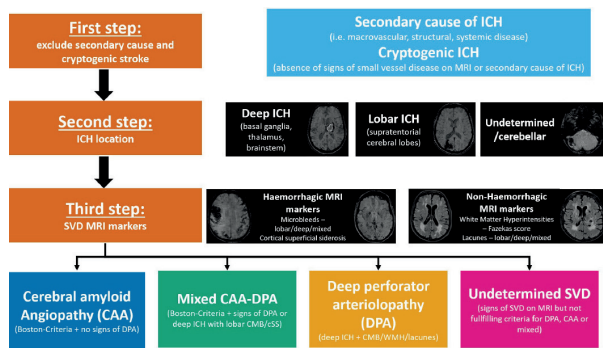 First step:
exclude secondary cause and
cryptogenic stroke
Secondary cause of ICH
(i.e. macrovascular, structural, systemic disease)
Cryptogenic ICH
(absence of signs of small vessel disease on MRI or secondary cause of ICH)
Second step:
ICH location
Deep ICH
(basal ganglia,
thalamus,
brainstem)
Lobar ICH
(supratentorial
cerebral lobes)
Undetermined
/cerebellar
Third step:
SVD MRI markers
Haemorrhagic MRI
markers
Microbleeds –
lobar/deep/mixed
Cortical superficial siderosis
Non-Haemorrhagic
MRI markers
White Matter Hyperintensities
– Fazekas score
Lacunes – lobar/deep/mixed
Cerebral amyloid
Angiopathy (CAA)
(Boston-Criteria + no signs of DPA)
Mixed CAA-DPA
(Boston-Criteria + signs of DPA or
deep ICH with lobar CMB/cSS)
Deep perforator
arteriolopathy
(DPA)
(deep ICH + CMB/WMH/lacunes)
Undetermined SVD
(signs of SVD on MRI but not
fullfilling criteria for DPA, CAA or
mixed)